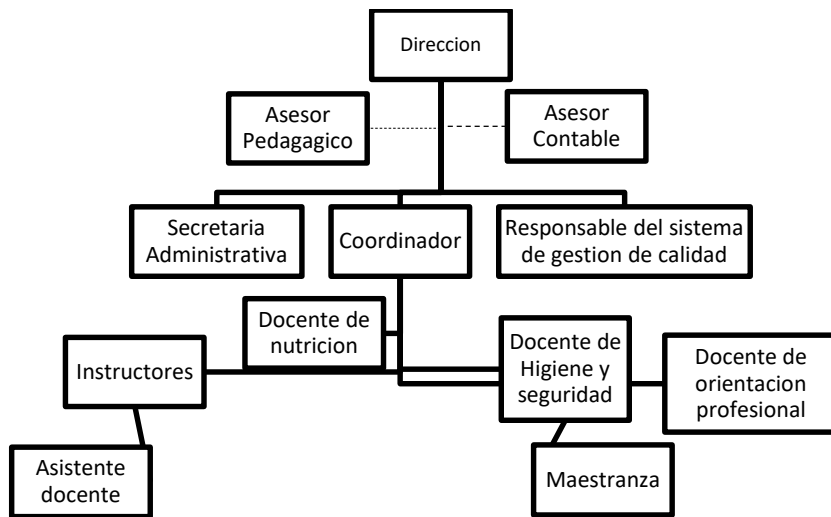 Direccion
Asesor
Pedagagico
Asesor
Contable
Secretaria
Administrativa
Coordinador
Responsable del sistema
de gestion de calidad
Docente de
nutricion
Instructores
Docente de
Higiene y
seguridad
Docente de
orientacion
profesional
Asistente
docente
Maestranza